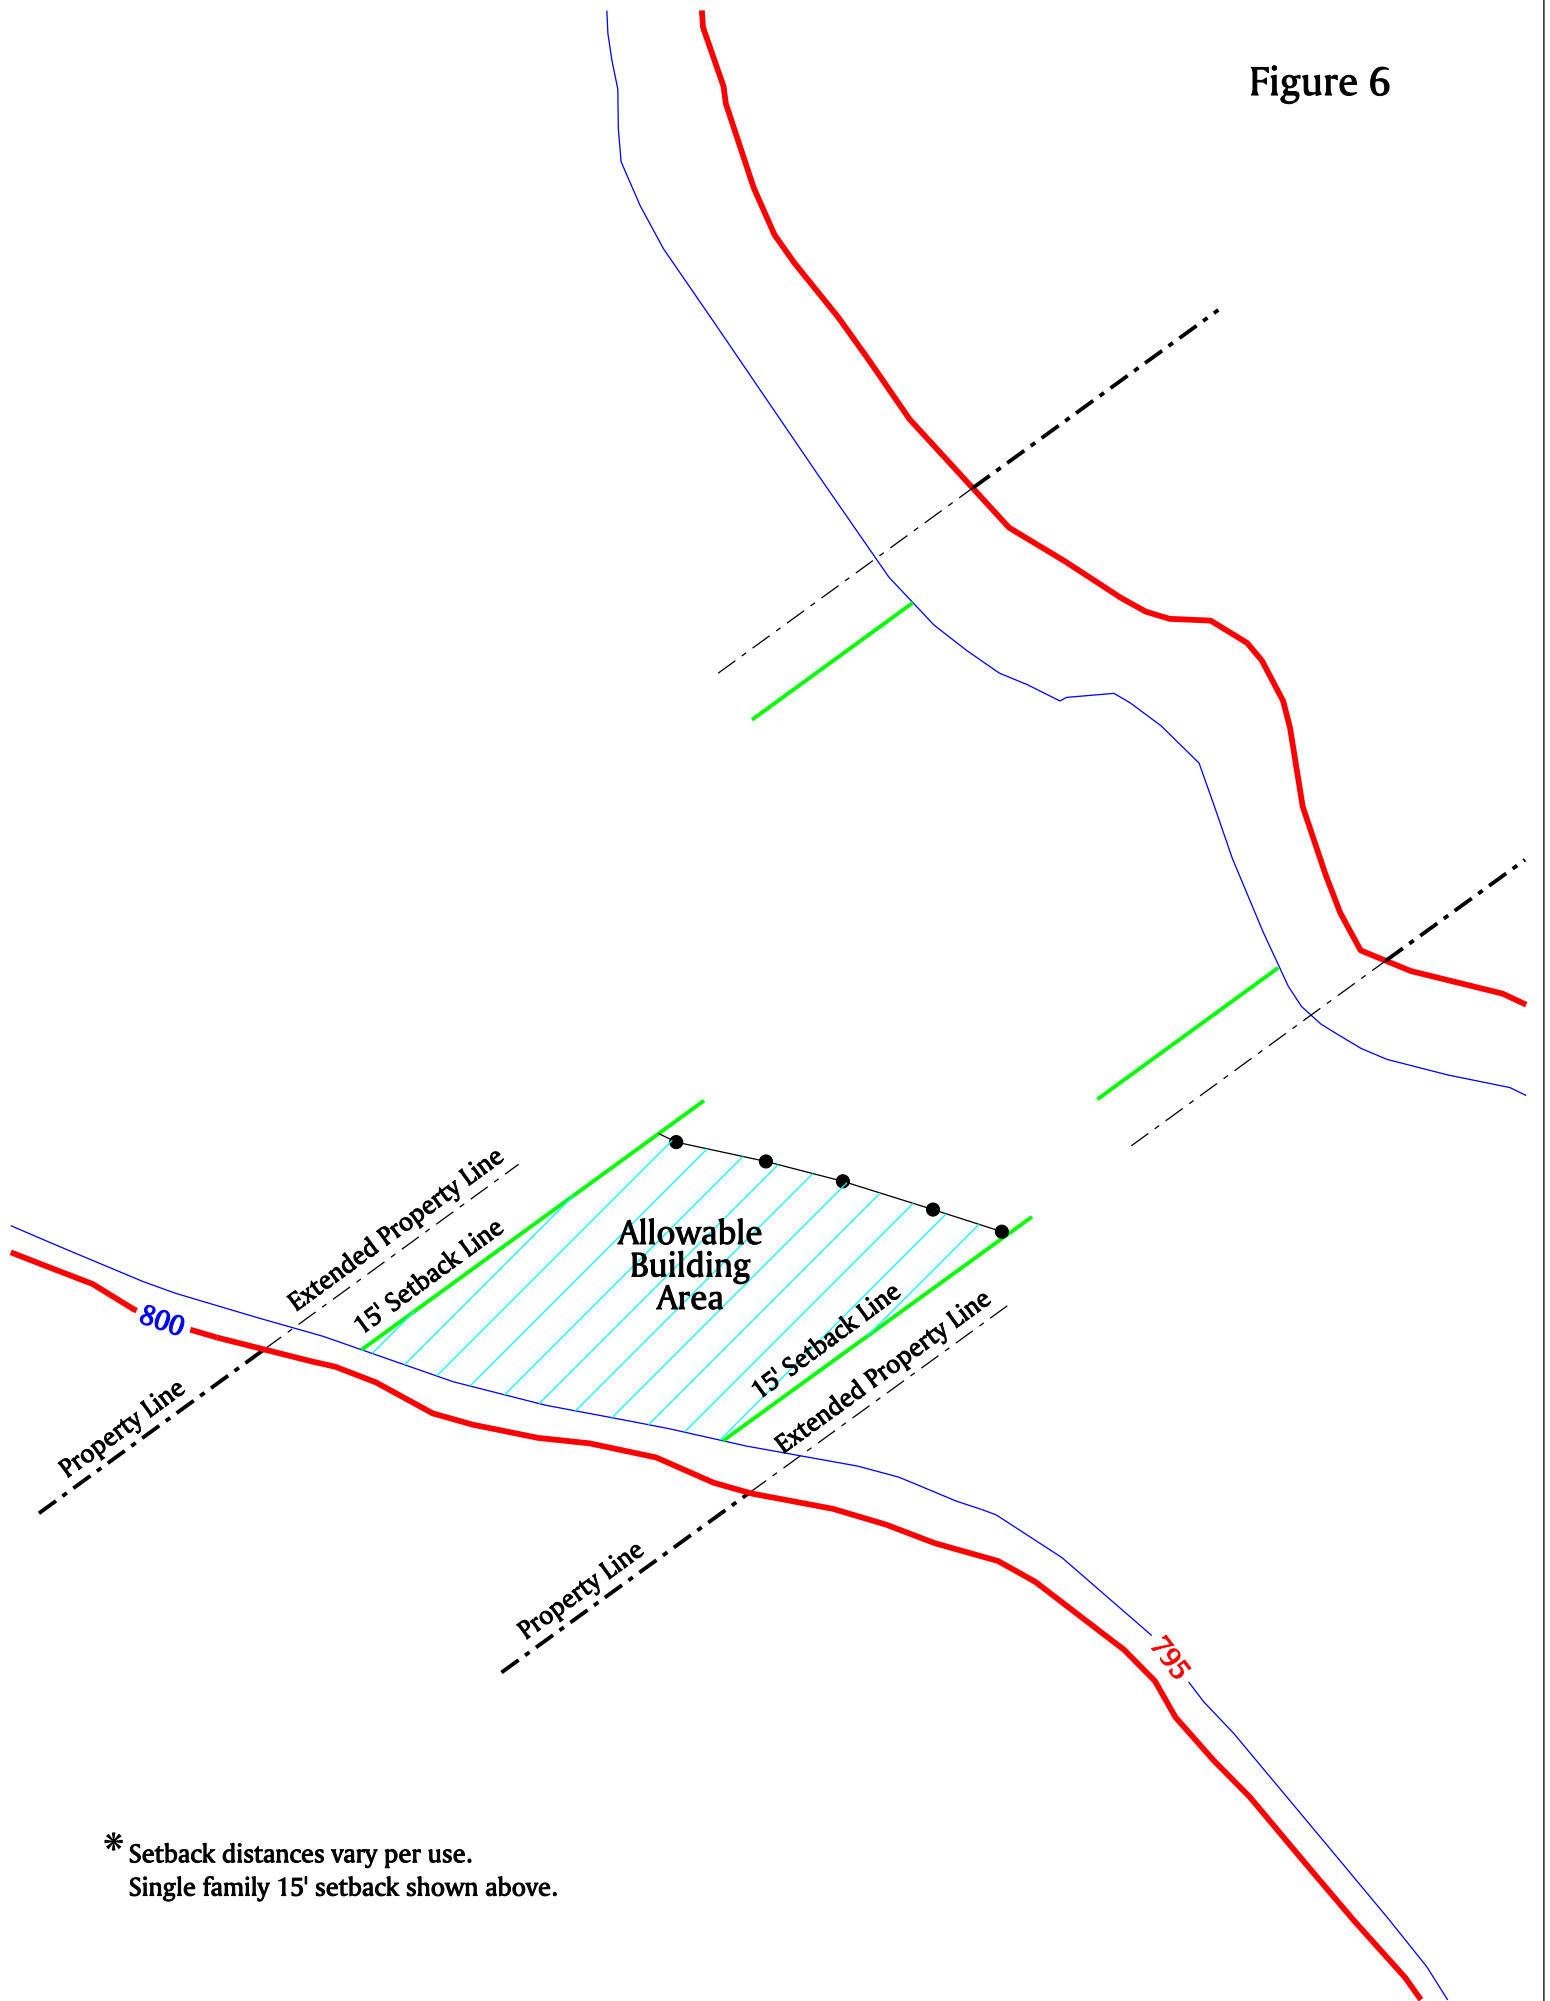 Figure 6
Extended Property Line
15' Setback Line
Allowable
Building
Area
15' Setback Line
Extended Property Line
800
Property Line
Property Line
795
* Setback distances vary per use.
Single family 15' setback shown above.